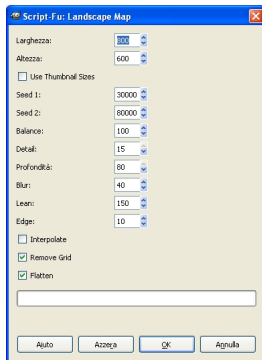 Script-Fu: Landscape Map
Larghezza: 800
Altezza: 600
Use Thumbnail Sizes
Seed 1: 30000
Seed 2: 80000
Balance: 100
Detail: 15
Profondità: 80
Blur: 40
Lean: 150
Edge: 10
Interpolate
Remove Grid
Flatten
Aiuto Azzera OK Annulla